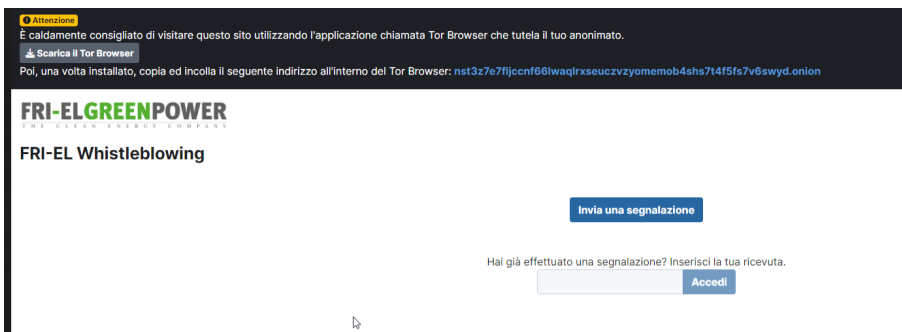 Attenzione
È caldamente consigliato di visitare questo sito utilizzando l'applicazione chiamata Tor Browser che tutela il tuo anonimato.
Scarica il Tor Browser
Poi, una volta installato, copia ed incolla il seguente indirizzo all'interno del Tor Browser: nst3z7e7fljccnf66lwaqlrxseuczvzyomemob4shs7t4f5fs7v6swyd.onion
FRI-ELGREENPOWER
THE CLEAN ENERGY COMPANY
FRI-EL Whistleblowing
Invia una segnalazione
Hai già effettuato una segnalazione? Inserisci la tua ricevuta.
Accedi